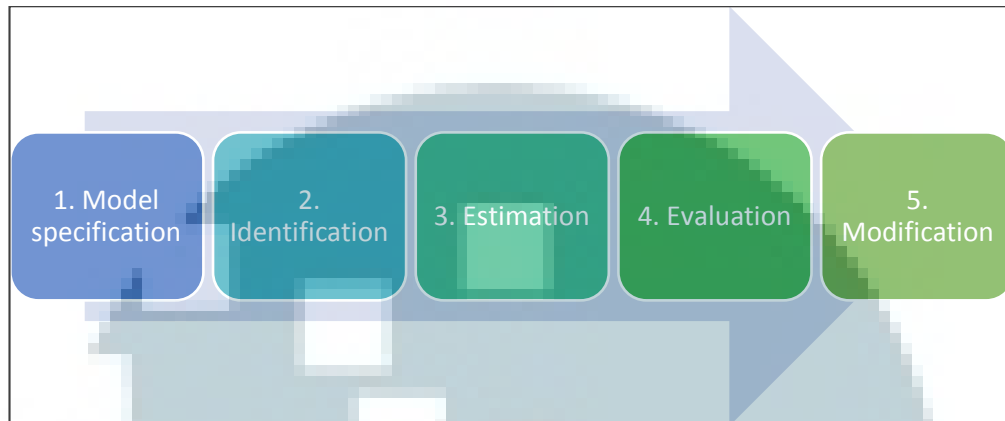 1. Model
specification
2.
Identification
3. Estimation
4. Evaluation
5.
Modification